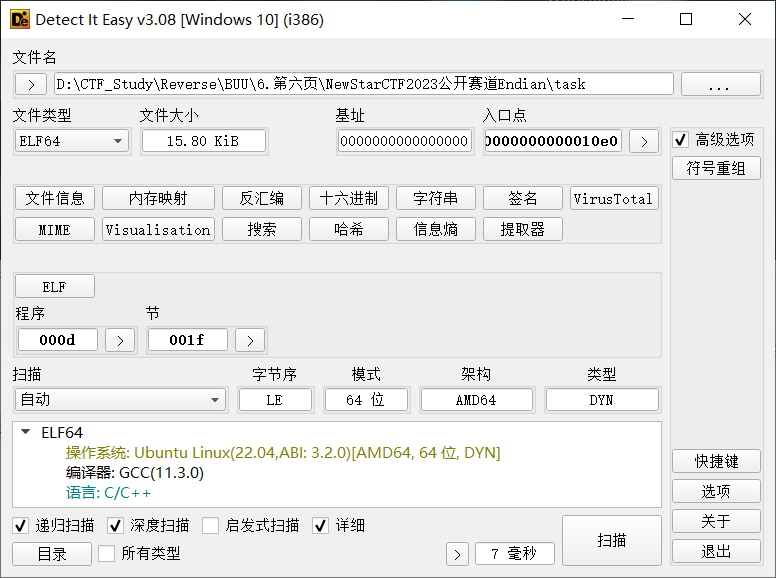 Detect It Easy v3.08 [Windows 10] (i386)
文件名
> D:\CTF_Study\Reverse\BUU\6.第六页\NewStarCTF2023公开赛道Endian\task ...
文件类型 文件大小 基址 入口点
ELF64 15.80 KiB 0000000000000000 0000000000010e0 > 高级选项
符号重组
文件信息 内存映射 反汇编 十六进制 字符串 签名 VirusTotal
MIME Visualisation 搜索 哈希 信息熵 提取器
ELF
程序 节
000d > 001f >
扫描 字节序 模式 架构 类型
自动 LE 64 位 AMD64 DYN
ELF64
操作系统: Ubuntu Linux(22.04,ABI: 3.2.0)[AMD64, 64 位, DYN]
编译器: GCC(11.3.0)
语言: C/C++
快捷键
选项
关于
退出
递归扫描 深度扫描 启发式扫描 详细
目录 所有类型 > 7 毫秒 扫描